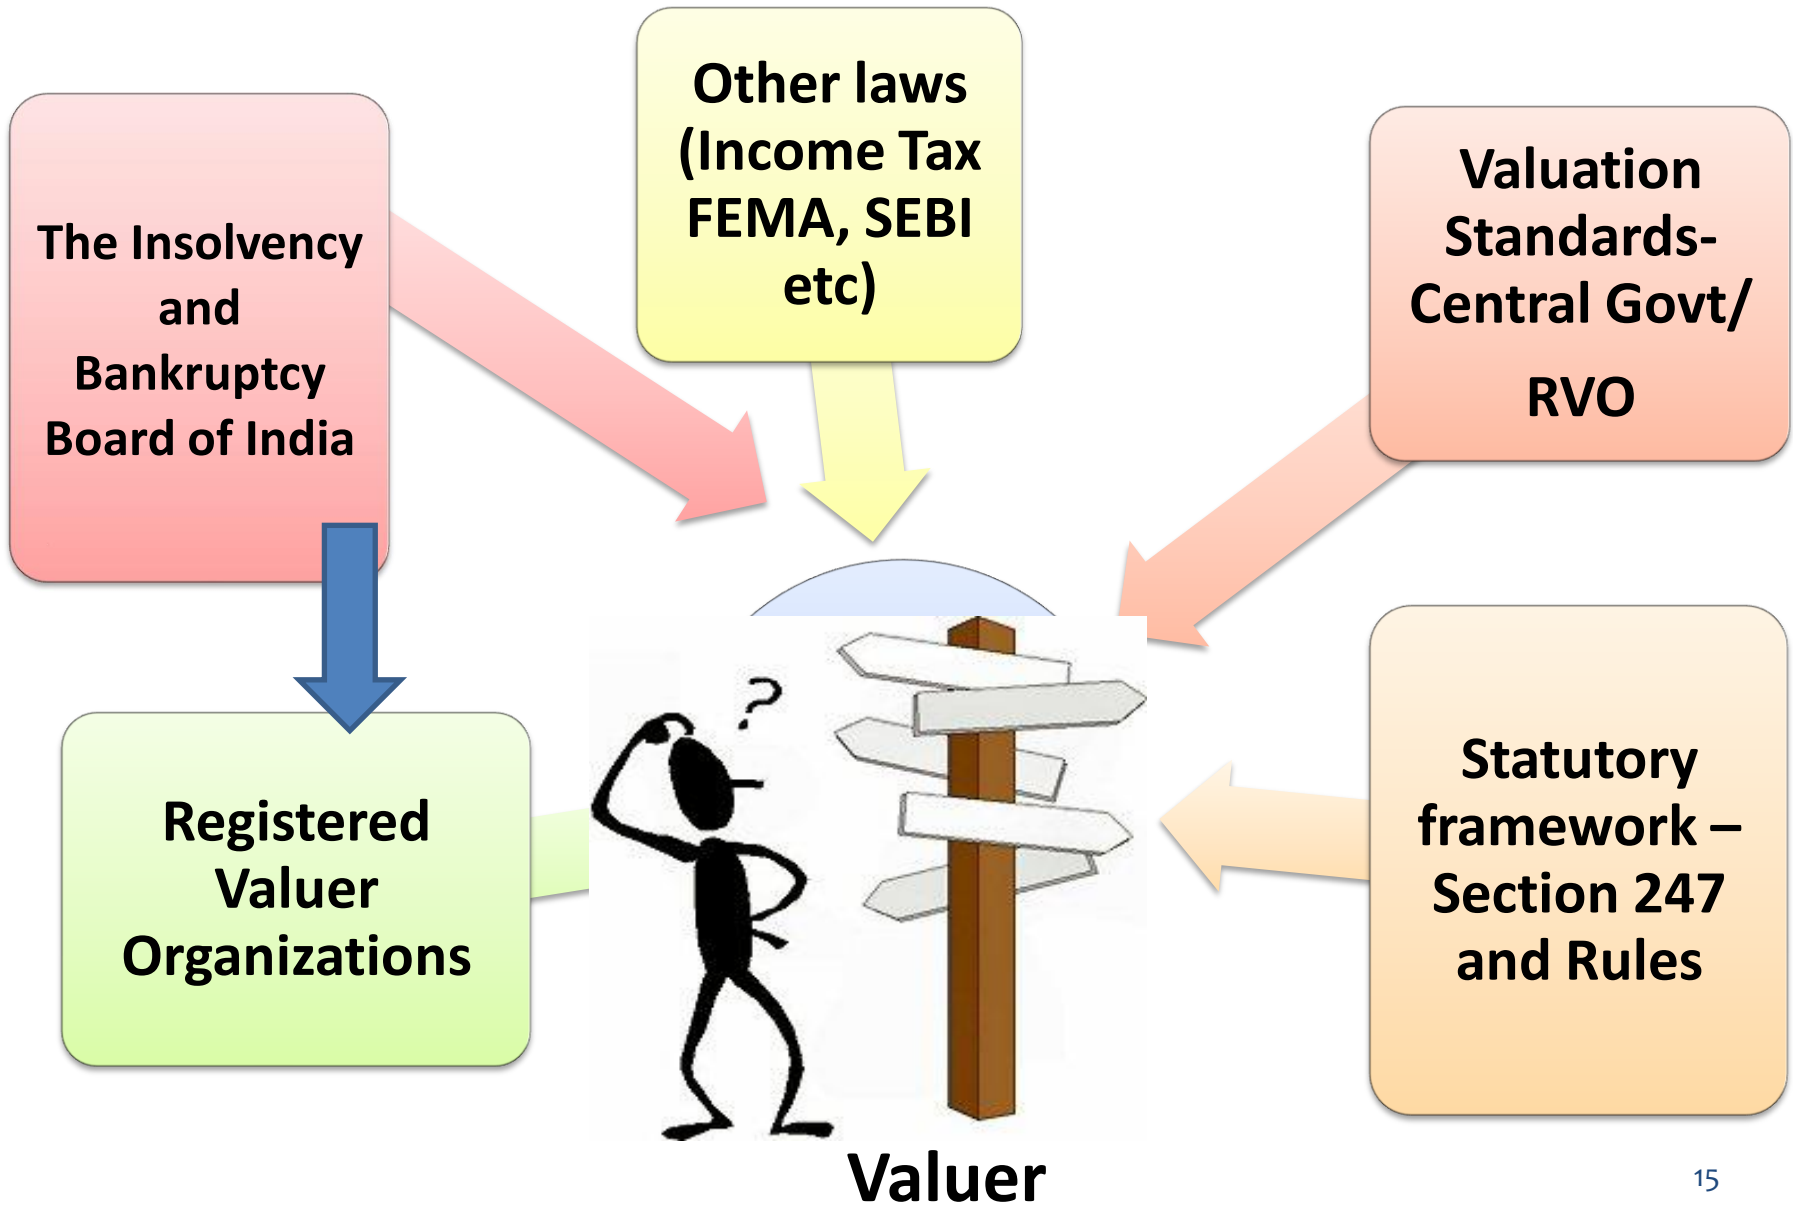 The Insolvency
and
Bankruptcy
Board of India
Other laws
(Income Tax
FEMA, SEBI
etc)
Valuation
Standards-
Central Govt/
RVO
Registered
Valuer
Organizations
?
Statutory
framework –
Section 247
and Rules
Valuer
15